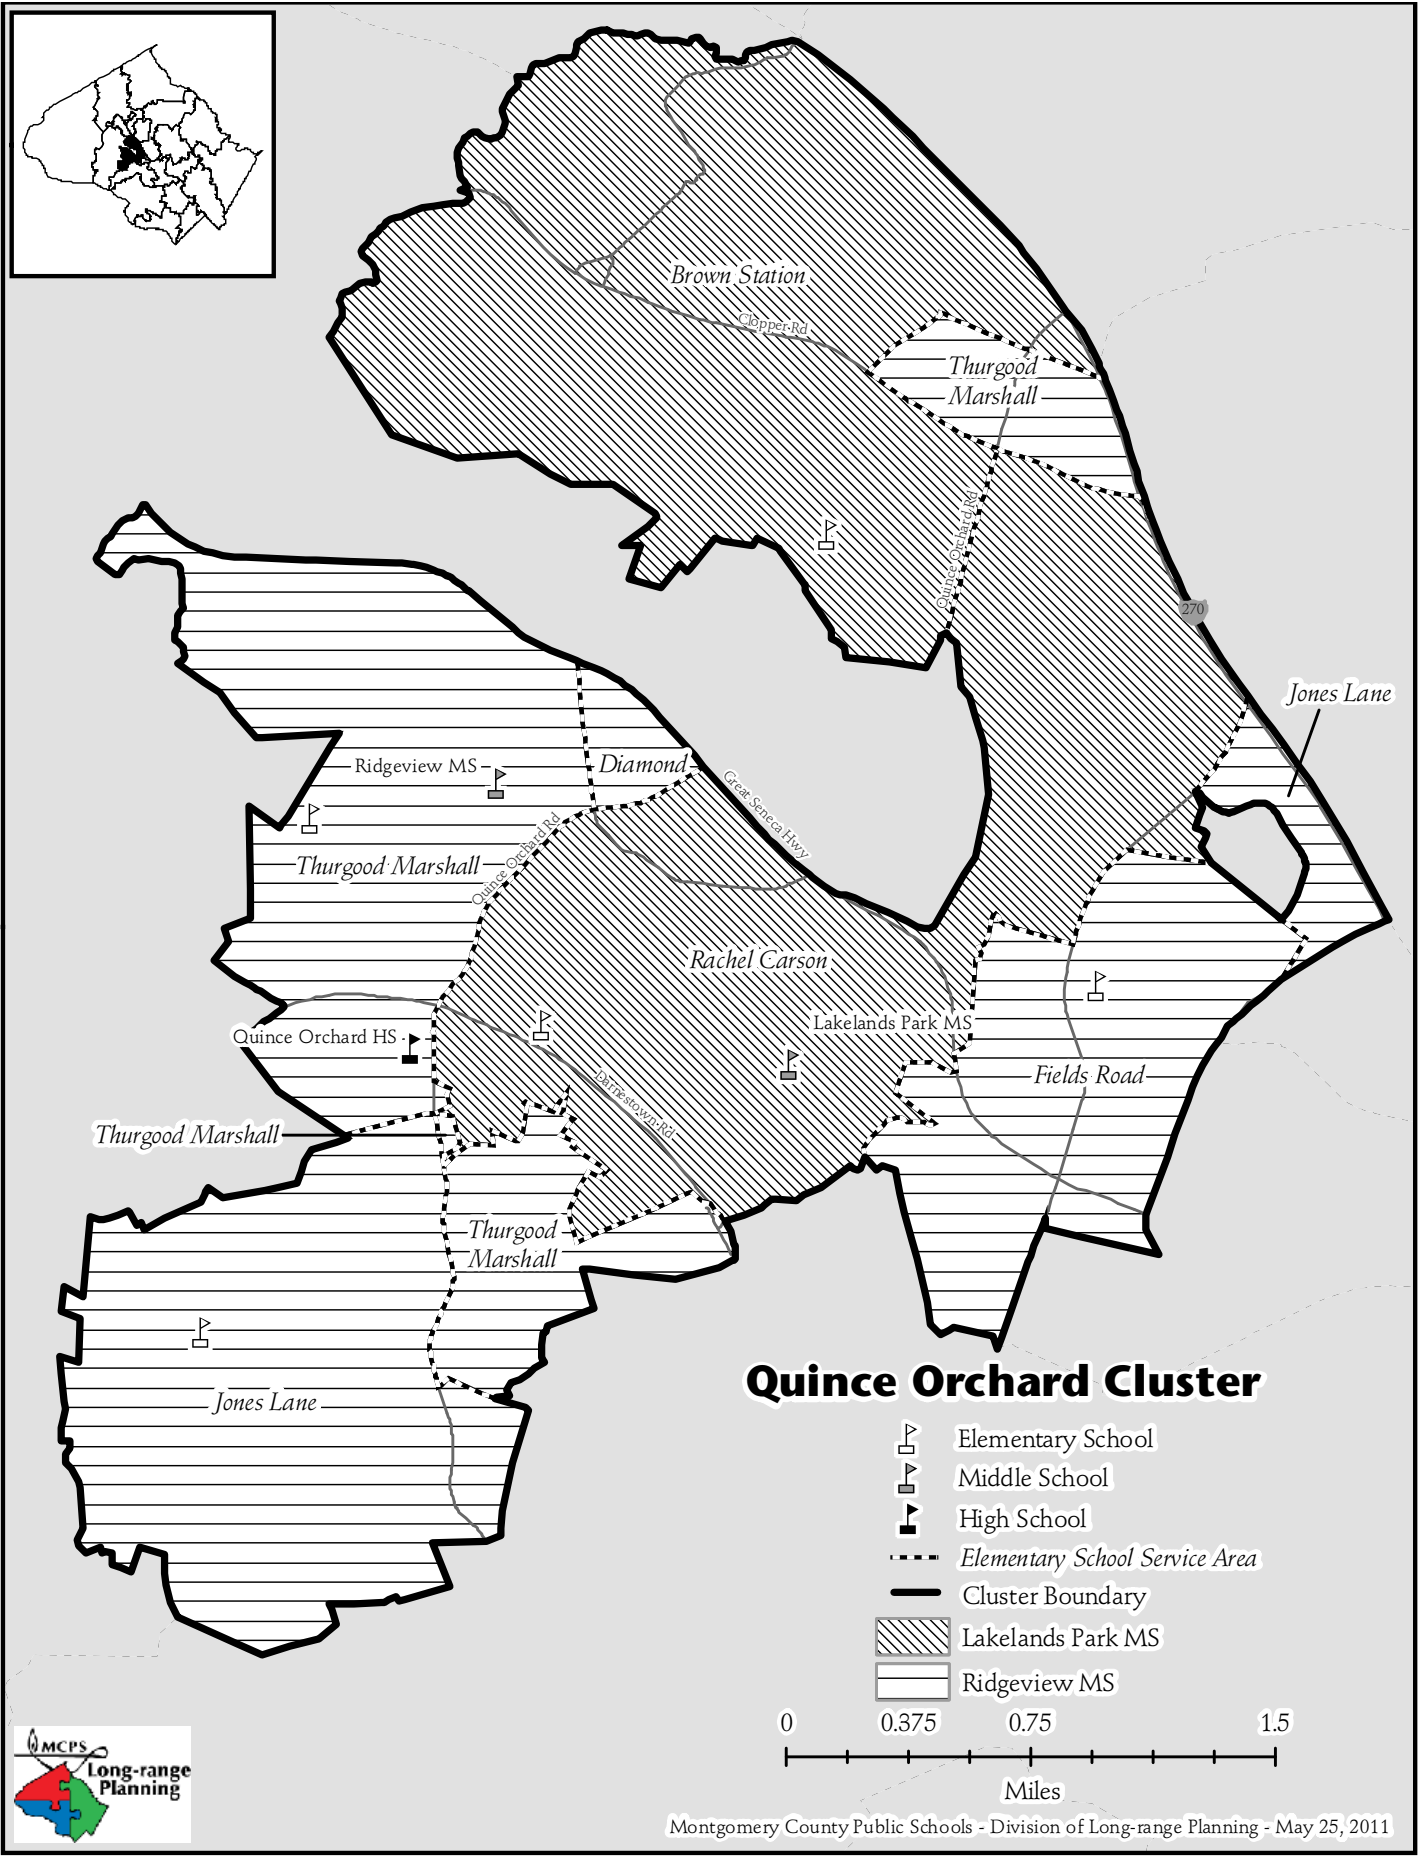 Brown Station
Clopper Rd
Thurgood
Marshall
Quince Orchard Rd
270
Jones Lane
Ridgeview MS
Diamond
Great Seneca Hwy
Quince Orchard Rd
Thurgood Marshall
Rachel Carson
Lakelands Park MS
Quince Orchard HS
Fields Road
Darnestown Rd
Thurgood Marshall
Thurgood
Marshall
Jones Lane
Quince Orchard Cluster
Elementary School
Middle School
High School
Elementary School Service Area
Cluster Boundary
Lakelands Park MS
Ridgeview MS
0 0.375 0.75 1.5
Miles
MCPS
Long-range
Planning
Montgomery County Public Schools - Division of Long-range Planning - May 25, 2011